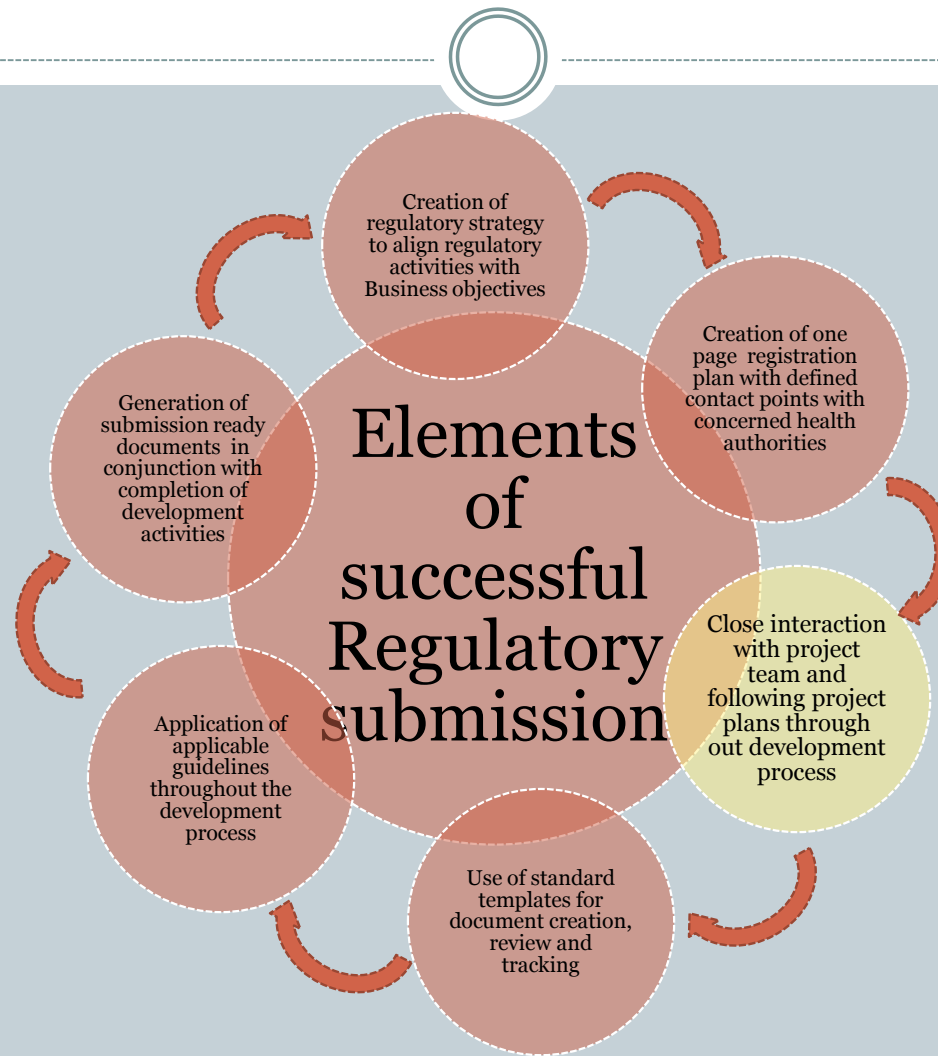 Creation of
regulatory strategy
to align regulatory
activities with
Business objectives
Creation of one
page registration
plan with defined
contact points with
concerned health
authorities
Close interaction
with project
team and
following project
plans through
out development
process
Use of standard
templates for
document creation,
review and
tracking
Application of
applicable
guidelines
throughout the
development
process
Generation of
submission ready
documents in
conjunction with
completion of
development
activities
Elements
of
successful
Regulatory
submission